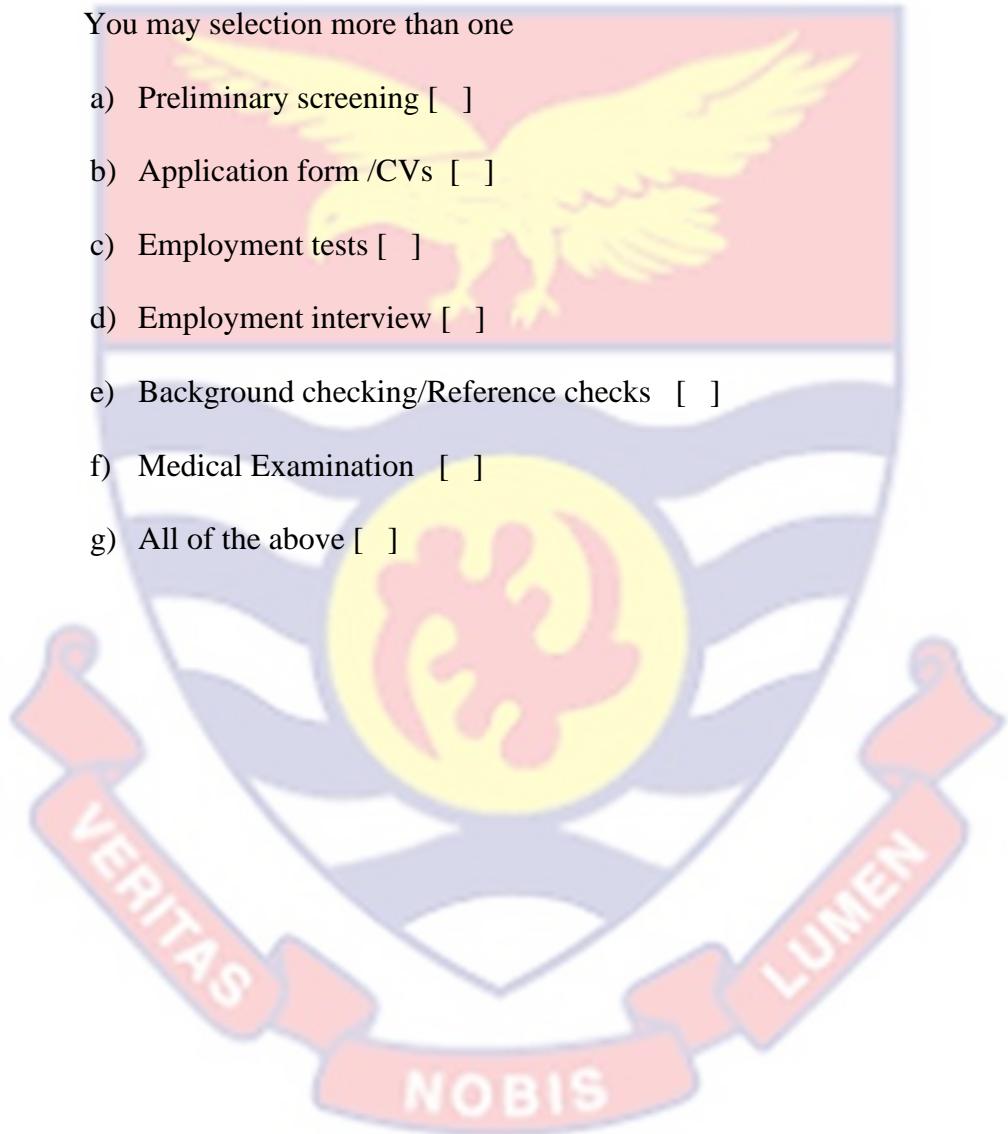 You may selection more than one
a) Preliminary screening [ ]
b) Application form /CVs [ ]
c) Employment tests [ ]
d) Employment interview [ ]
e) Background checking/Reference checks [ ]
f) Medical Examination [ ]
g) All of the above [ ]
VERITAS
NOBIS
LUMEN